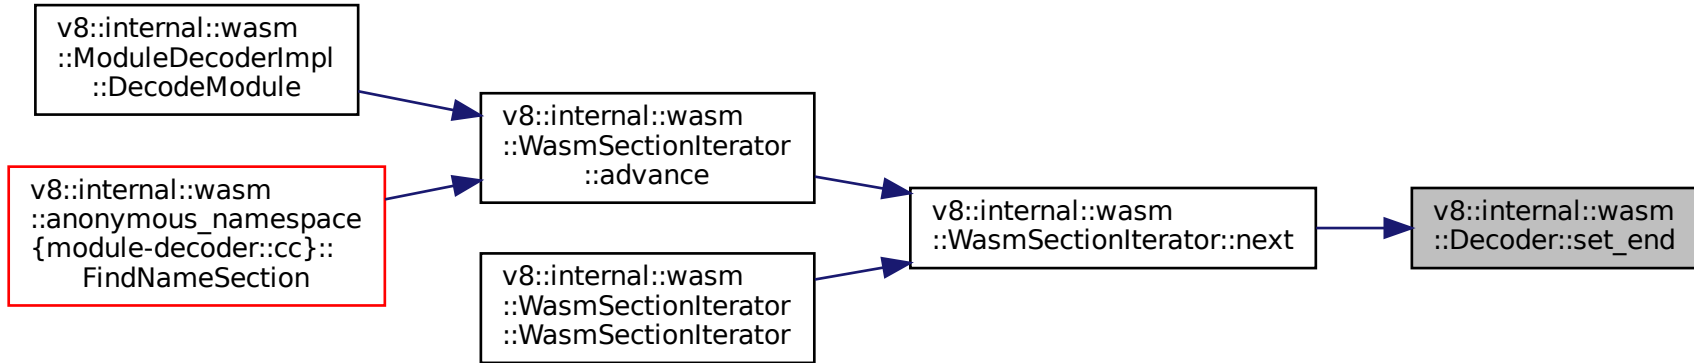 v8::internal::wasm
::ModuleDecoderImpl
::DecodeModule
v8::internal::wasm
::anonymous_namespace
{module-decoder::cc}::
FindNameSection
v8::internal::wasm
::WasmSectionIterator
::advance
v8::internal::wasm
::WasmSectionIterator
::WasmSectionIterator
v8::internal::wasm
::WasmSectionIterator::next
v8::internal::wasm
::Decoder::set_end